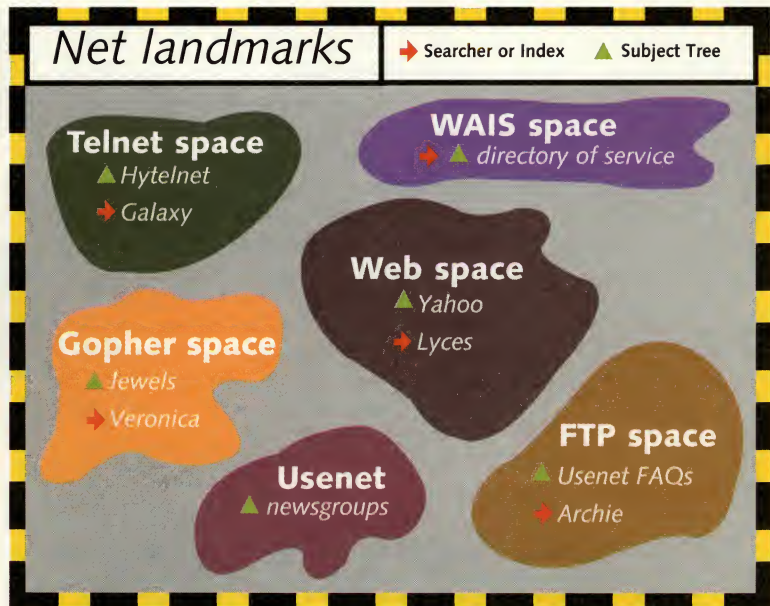 Net landmarks
Searcher or Index
Subject Tree
Telnet space
Hytelnet
Galaxy
WAIS space
directory of service
Web space
Yahoo
Lyces
Gopher space
Jewels
Veronica
Usenet
newsgroups
FTP space
Usenet FAQs
Archie